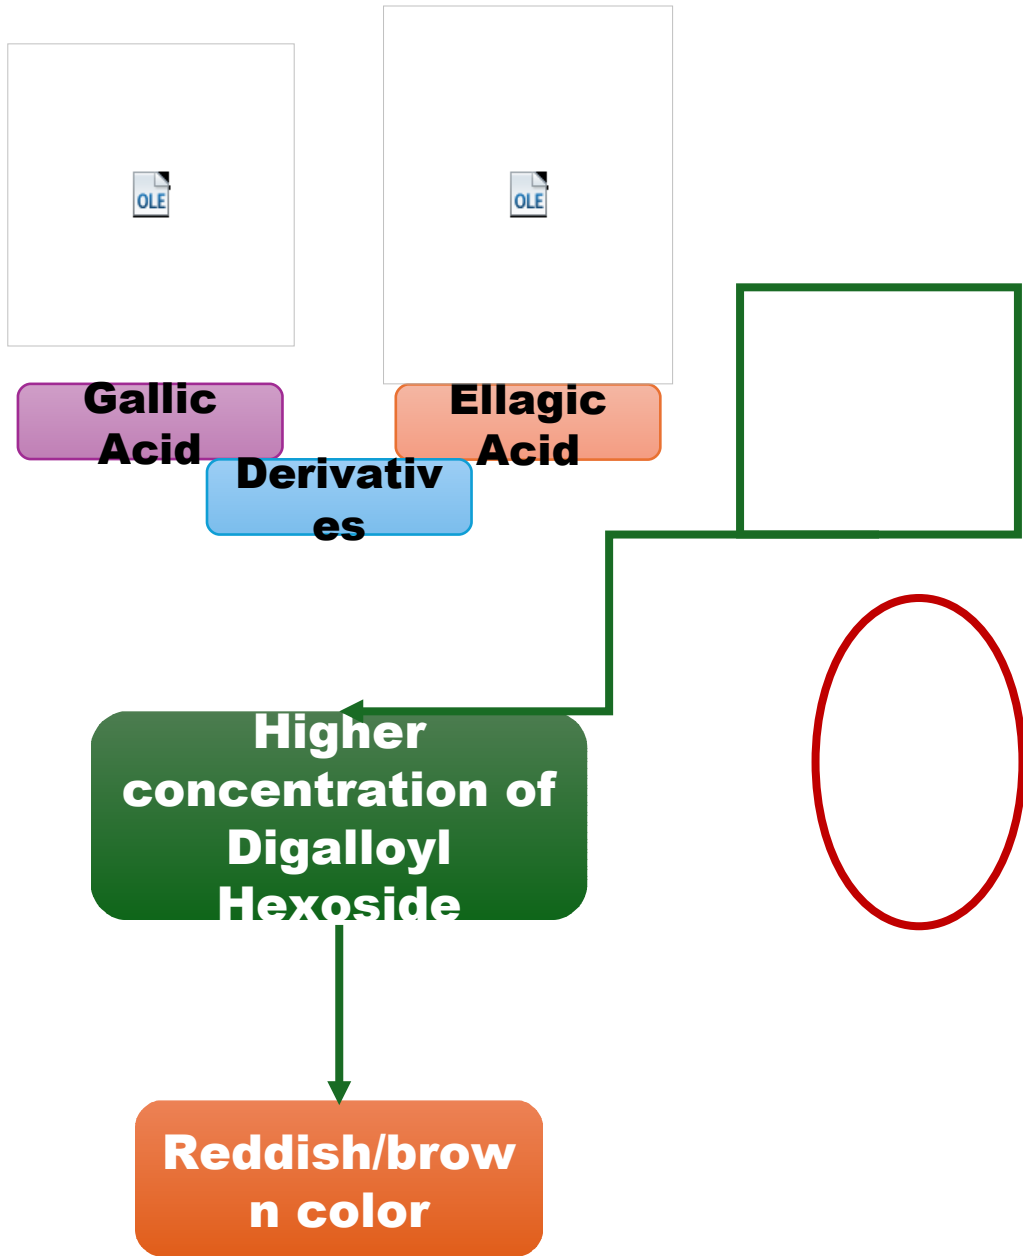 OLE
OLE
Gallic
Acid
Ellagic
Acid
Derivativ
es
Higher
concentration of
Digalloyl
Hexoside
Reddish/brow
n color